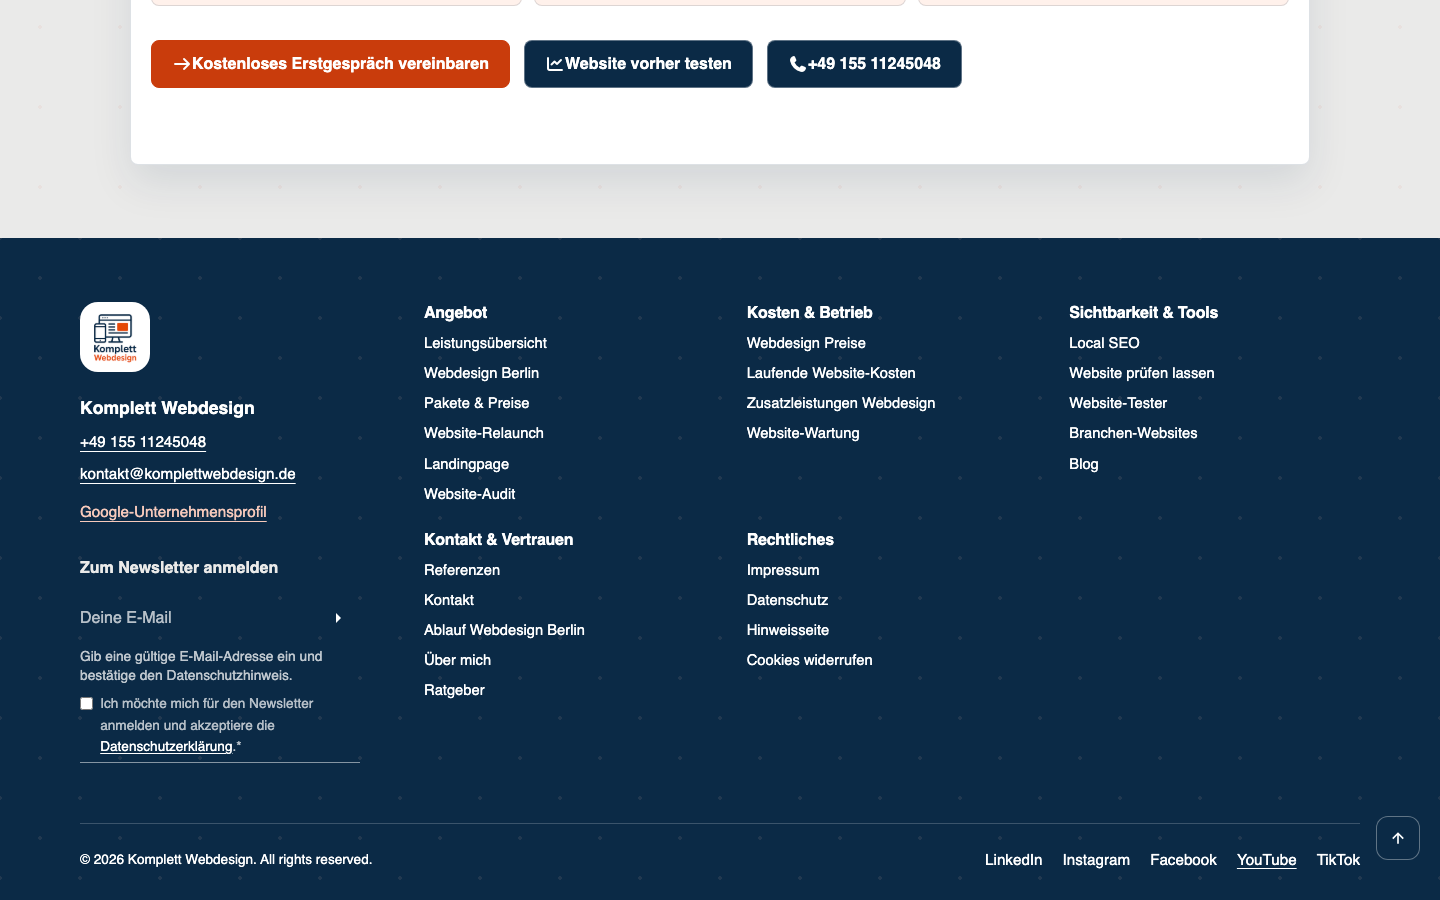 Kostenloses Erstgespräch vereinbaren
Website vorher testen
+49 155 11245048
Komplett
Webdesign
Komplett Webdesign
+49 155 11245048
kontakt@komplettwebdesign.de
Google-Unternehmensprofil
Zum Newsletter anmelden
Deine E-Mail
Gib eine gültige E-Mail-Adresse ein und
bestätige den Datenschutzhinweis.
Ich möchte mich für den Newsletter
anmelden und akzeptiere die
Datenschutzerklärung.*
Angebot
Leistungsübersicht
Webdesign Berlin
Pakete & Preise
Website-Relaunch
Landingpage
Website-Audit
Kosten & Betrieb
Webdesign Preise
Laufende Website-Kosten
Zusatzleistungen Webdesign
Website-Wartung
Sichtbarkeit & Tools
Local SEO
Website prüfen lassen
Website-Tester
Branchen-Websites
Blog
Kontakt & Vertrauen
Referenzen
Kontakt
Ablauf Webdesign Berlin
Über mich
Ratgeber
Rechtliches
Impressum
Datenschutz
Hinweisseite
Cookies widerrufen
© 2026 Komplett Webdesign. All rights reserved.
LinkedIn
Instagram
Facebook
YouTube
TikTok